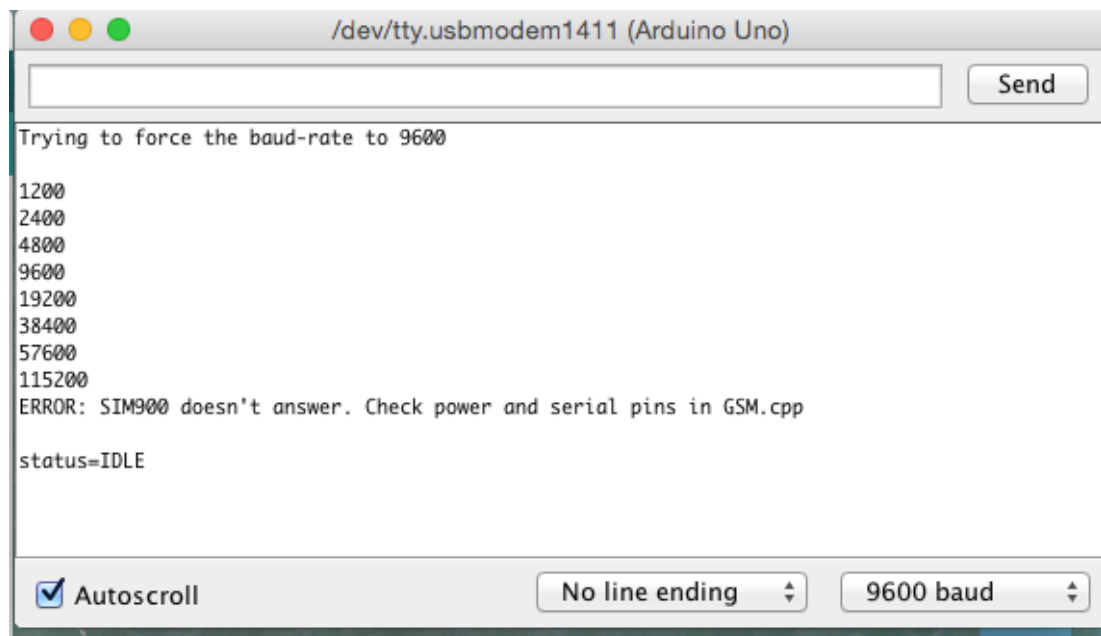 /dev/tty.usbmodem1411 (Arduino Uno)
Send
Trying to force the baud-rate to 9600
1200
2400
4800
9600
19200
38400
57600
115200
ERROR: SIM900 doesn't answer. Check power and serial pins in GSM.cpp
status=IDLE
Autoscroll
No line ending
9600 baud